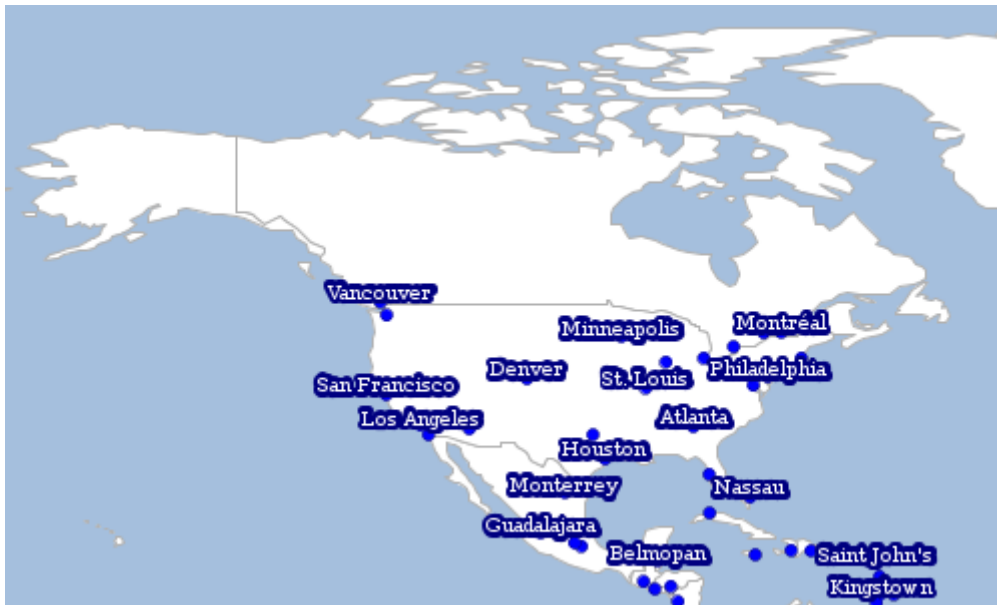 Vancouver
Minneapolis
Montréal
Denver
St. Louis
Philadelphia
San Francisco
Los Angeles
Atlanta
Houston
Monterrey
Nassau
Guadalajara
Belmopan
Saint John's
Kingstown